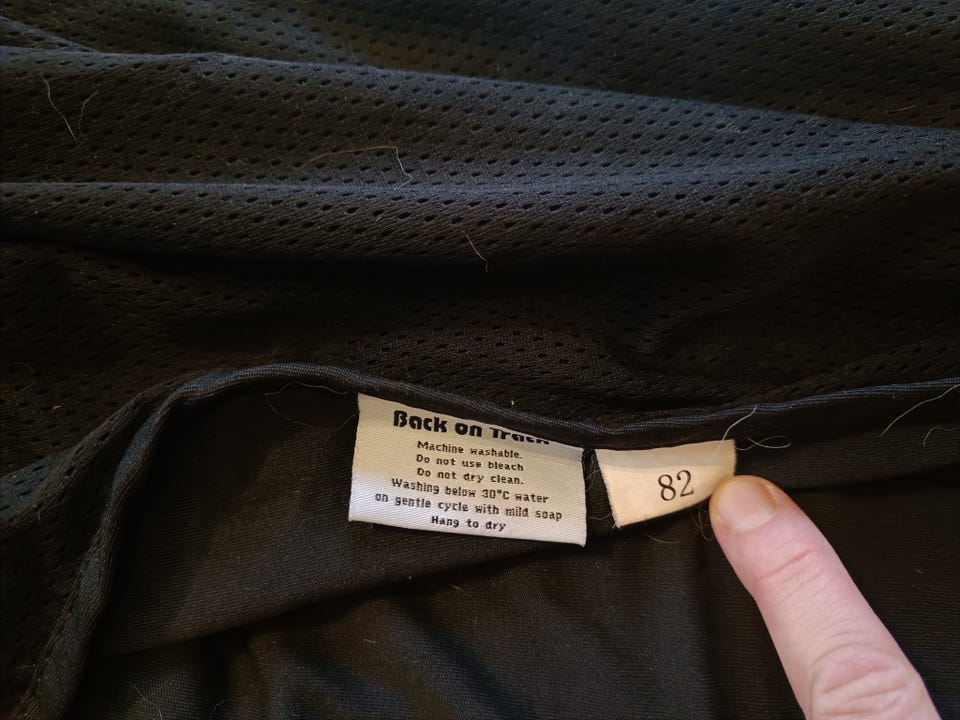 Back on Track
Machine washable.
Do not use bleach
Do not dry clean.
Washing below 30°C water
on gentle cycle with mild soap
Hang to dry
82